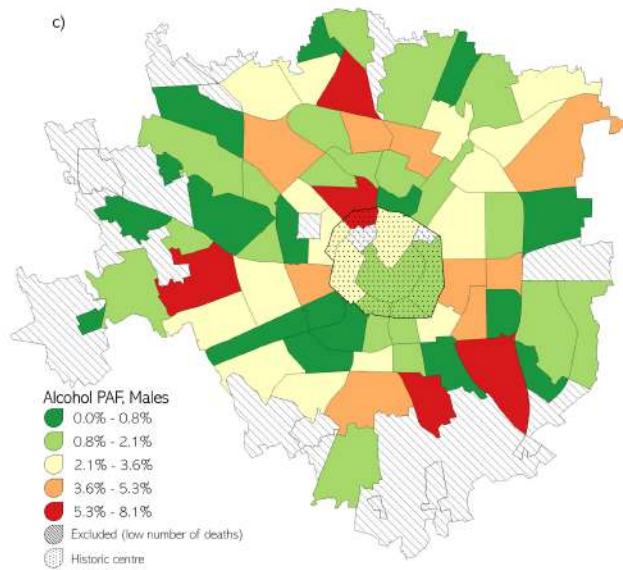 c)
Alcohol PAF, Males
0.0% - 0.8%
0.8% - 2.1%
2.1% - 3.6%
3.6% - 5.3%
5.3% - 8.1%
Excluded (low number of deaths)
Historic centre